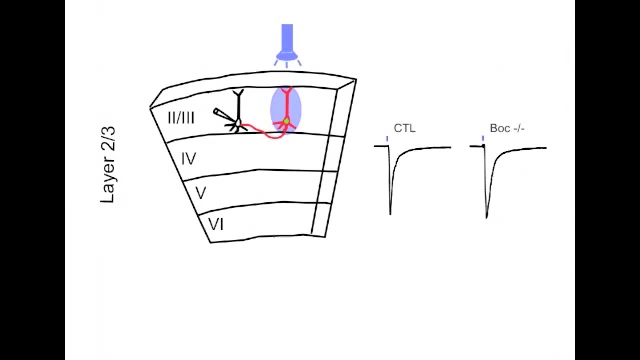 Layer 2/3
II/III
IV
V
VI
CTL
Boc -/-